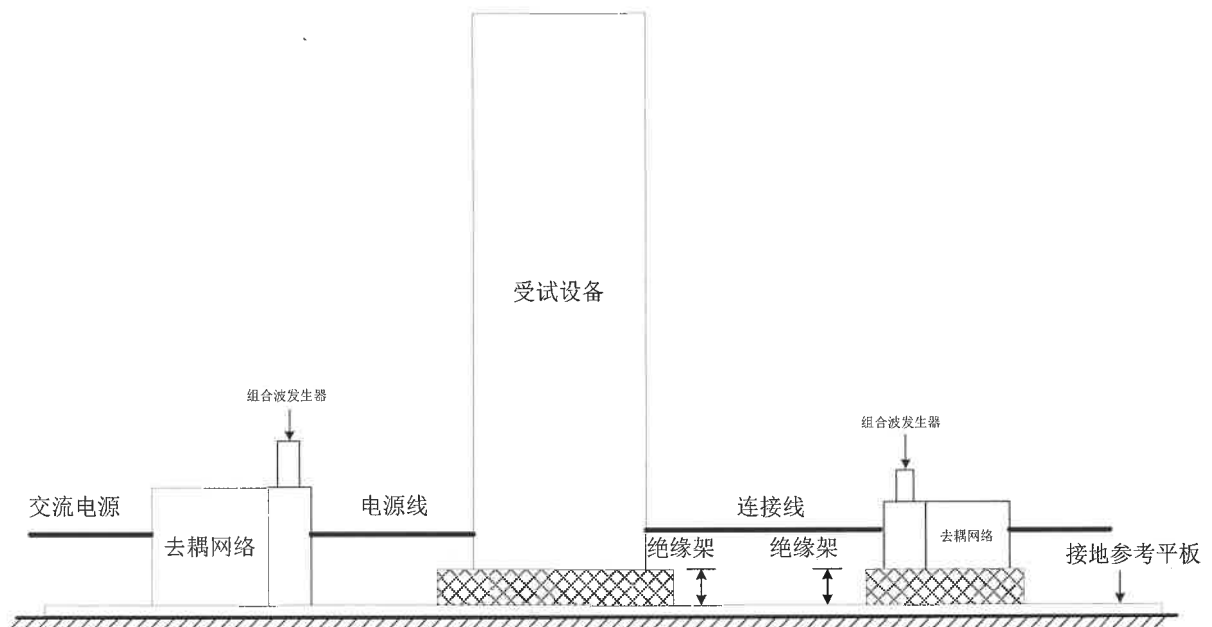 受试设备
组合波发生器
组合波发生器
交流电源
电源线
连接线
去耦网络
绝缘架
绝缘架
去耦网络
接地参考平板